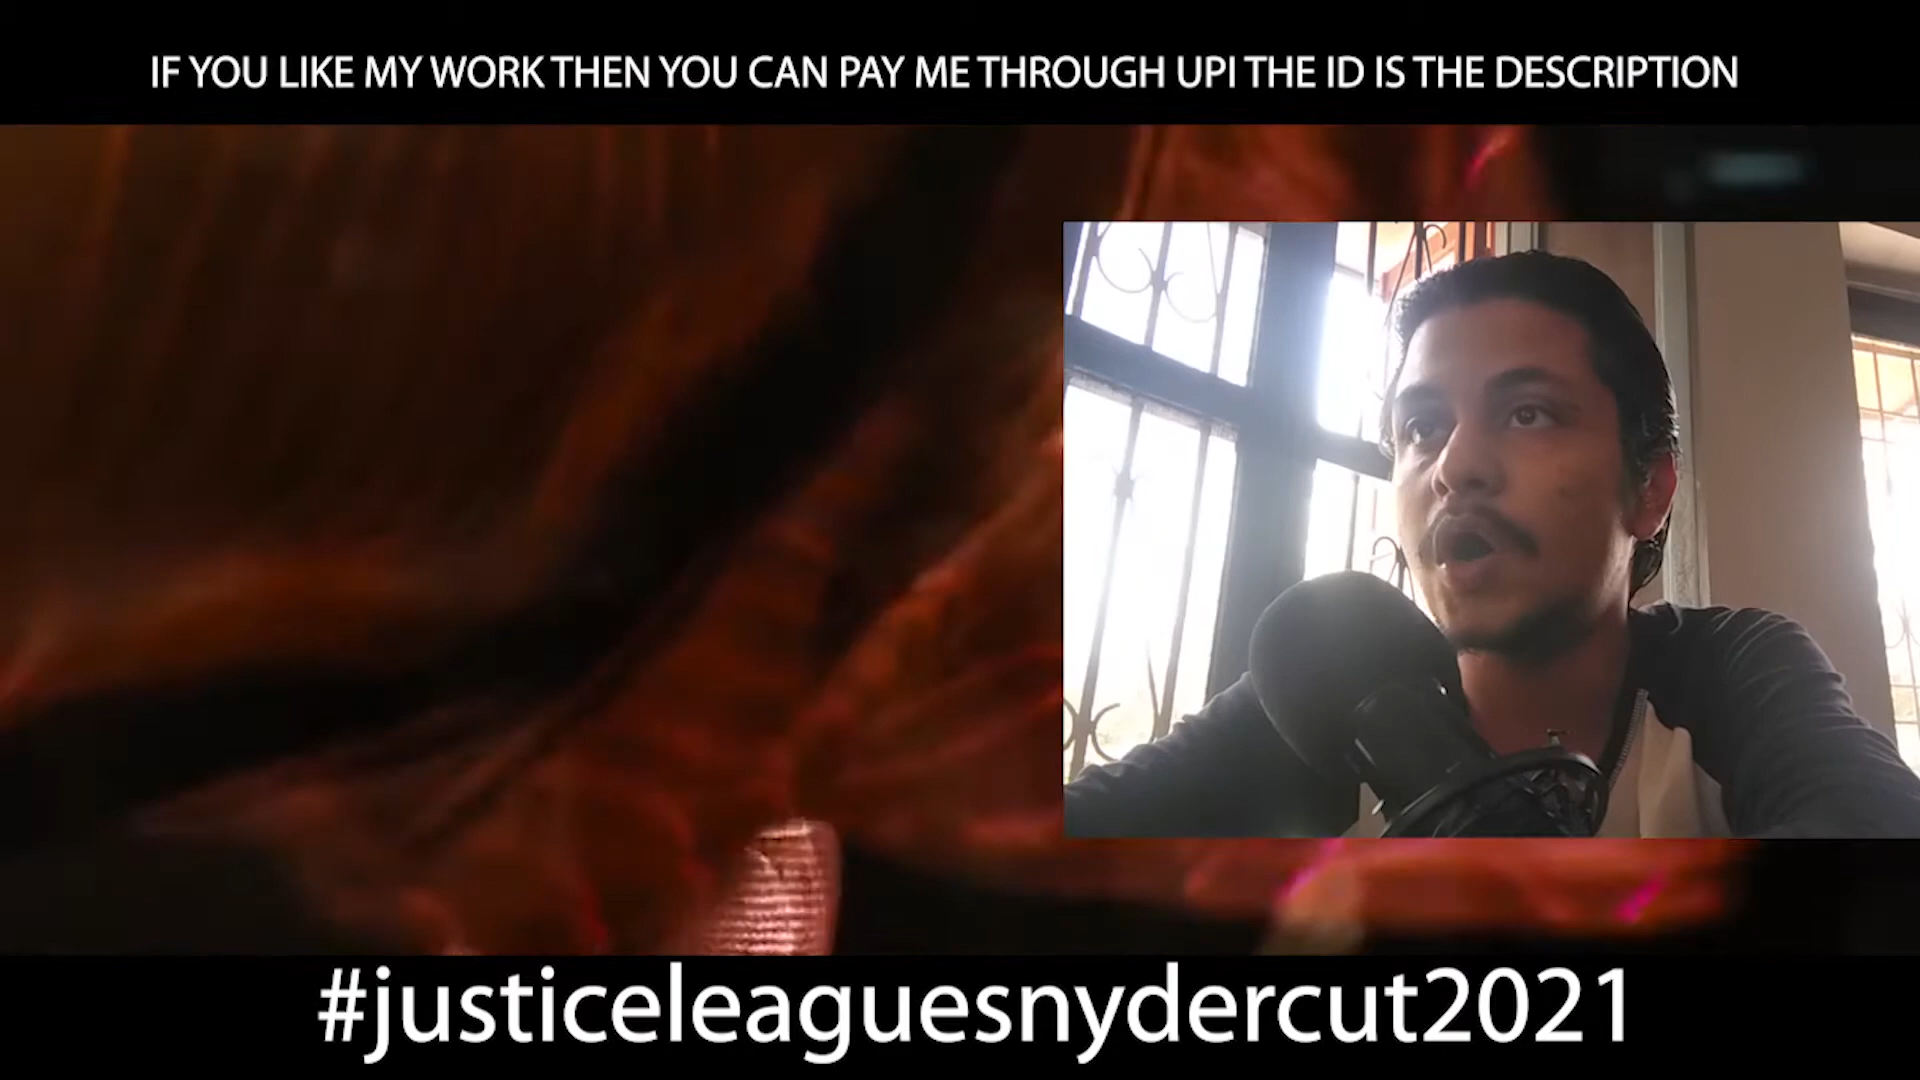 IF YOU LIKE MY WORK THEN YOU CAN PAY ME THROUGH UPI THE ID IS THE DESCRIPTION
#justiceleaguesnydercut2021